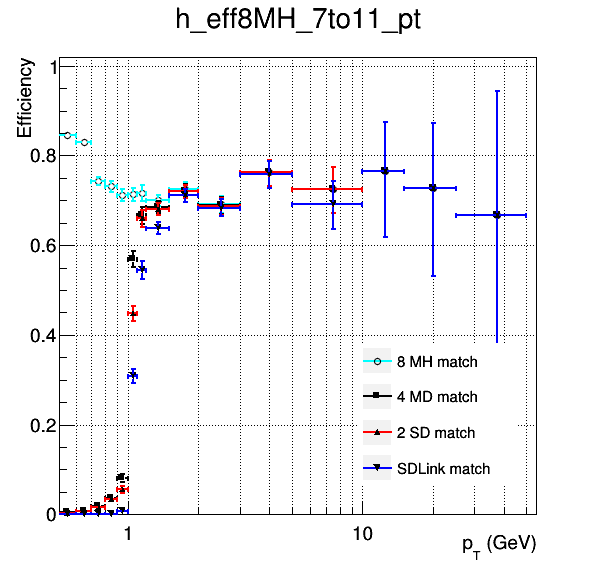 h_eff8MH_7to11_pt
Efficiency
1
0.8
0.6
0.4
0.2
0
8 MH match
4 MD match
2 SD match
SDLink match
1
10
p_T (GeV)